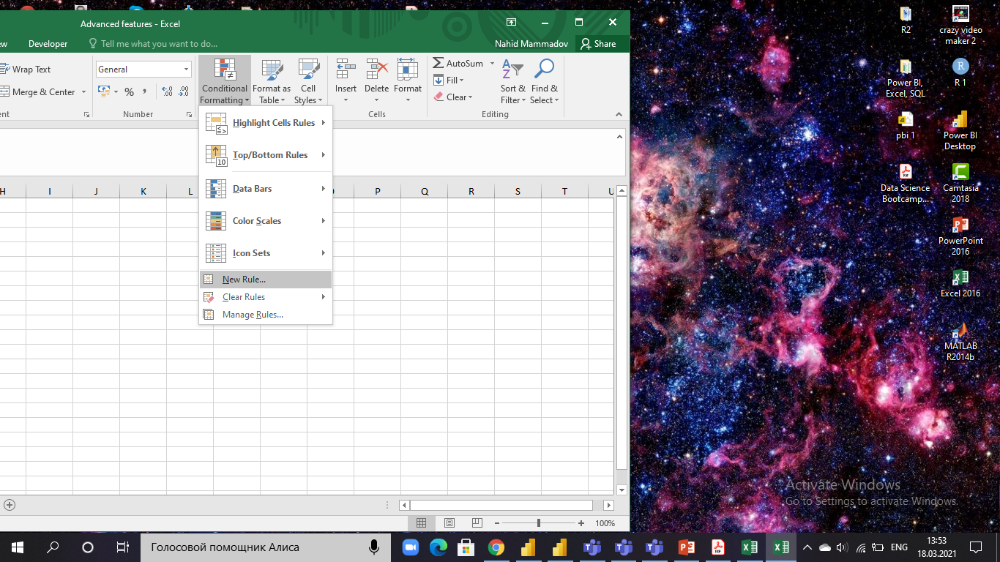 Advanced features - Excel
ew
Developer
Tell me what you want to do...
Nahid Mammadov
Share
Wrap Text
Merge & Center
General
%
,
Conditional
Formatting
Format as
Table
Cell
Styles
Insert
Delete
Format
AutoSum
Fill
Clear
Sort &
Filter
Find &
Select
ent
Number
Cells
Editing
Highlight Cells Rules
Top/Bottom Rules
10
Data Bars
Color Scales
Icon Sets
New Rule...
Clear Rules
Manage Rules...
H I J K L O P Q R S T U
100%
R2
crazy video
maker 2
Power BI,
Excel, SQL
R 1
pbi 1
Power BI
Desktop
Data Science
Bootcamp...
Camtasia
2018
PowerPoint
2016
Excel 2016
MATLAB
R2014b
Activate Windows
Go to Settings to activate Windows.
Голосовой помощник Алиса
ENG
13:53
18.03.2021